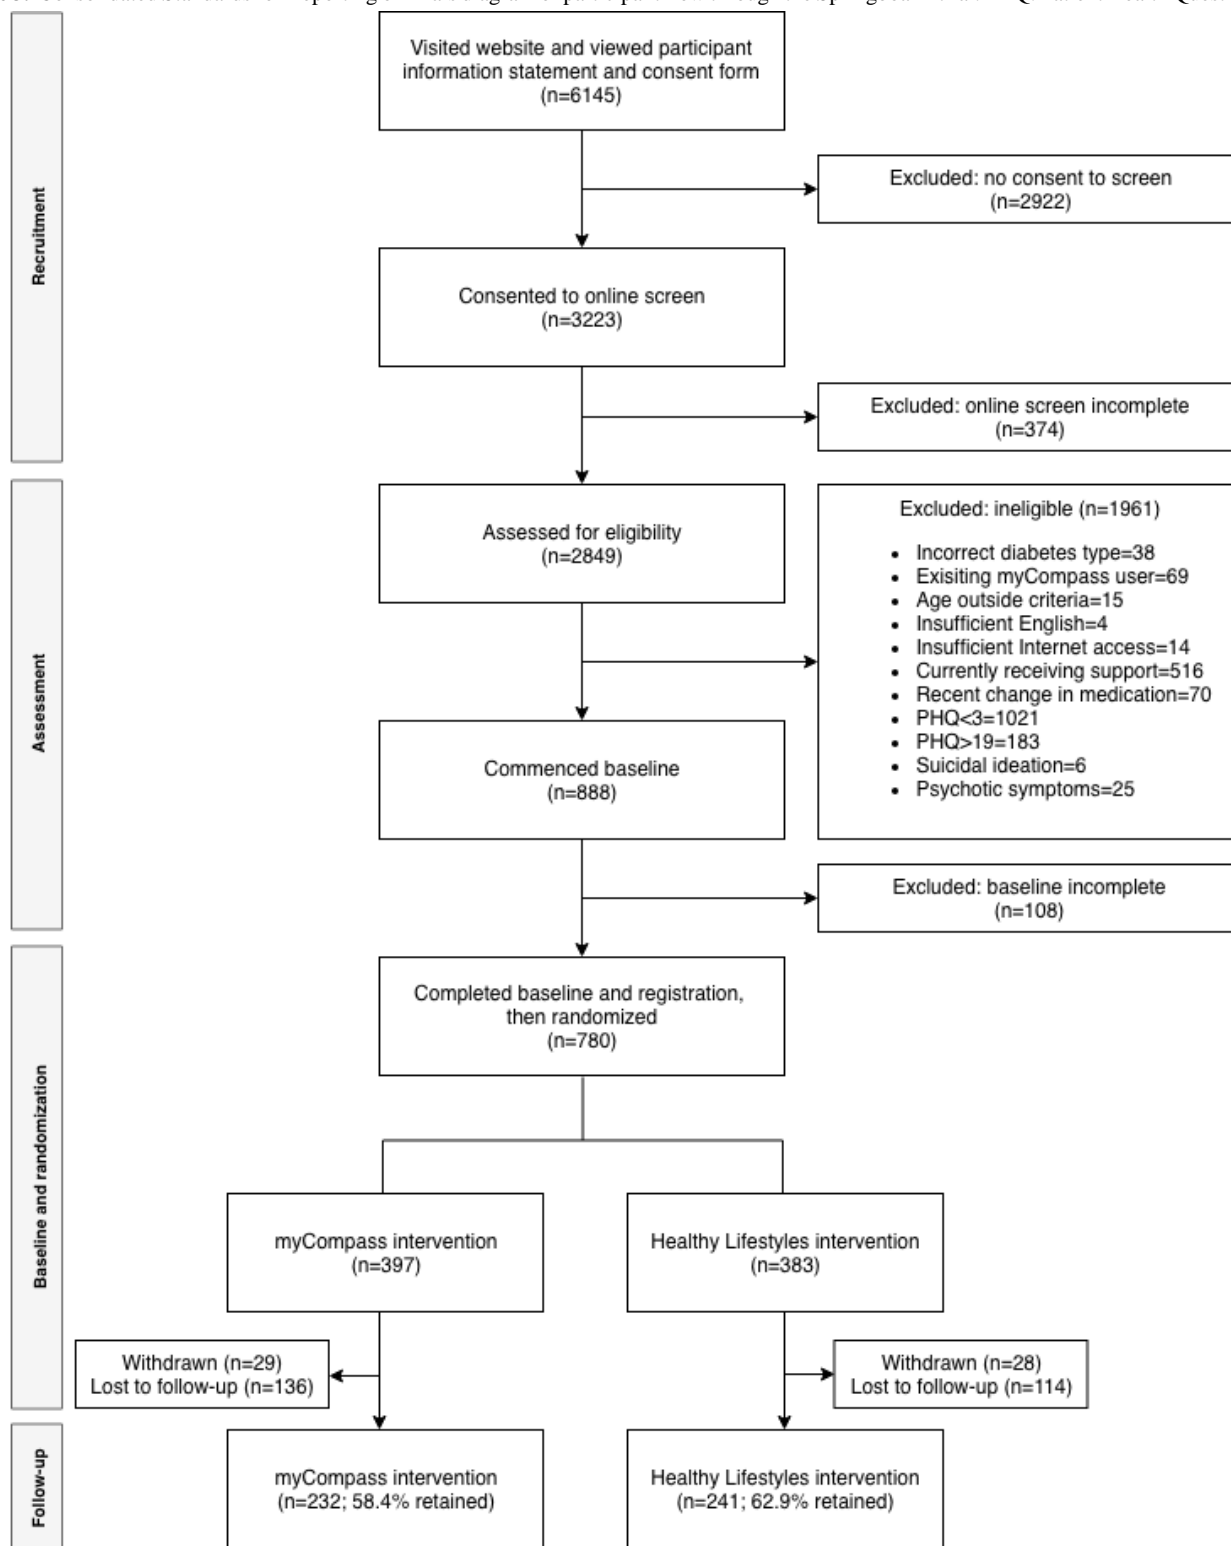 Visited website and viewed participant
information statement and consent form
(n=6145)
Excluded: no consent to screen
(n=2922)
Recruitment
Consented to online screen
(n=3223)
Excluded: online screen incomplete
(n=374)
Assessed for eligibility
(n=2849)
Excluded: ineligible (n=1961)
• Incorrect diabetes type=38
• Exisiting myCompass user=69
• Age outside criteria=15
• Insufficient English=4
• Insufficient Internet access=14
• Currently receiving support=516
• Recent change in medication=70
• PHQ<3=1021
• PHQ>19=183
• Suicidal ideation=6
• Psychotic symptoms=25
Assessment
Commenced baseline
(n=888)
Excluded: baseline incomplete
(n=108)
Completed baseline and registration,
then randomized
(n=780)
Baseline and randomization
myCompass intervention
(n=397)
Healthy Lifestyles intervention
(n=383)
Withdrawn (n=29)
Lost to follow-up (n=136)
Withdrawn (n=28)
Lost to follow-up (n=114)
Follow-up
myCompass intervention
(n=232; 58.4% retained)
Healthy Lifestyles intervention
(n=241; 62.9% retained)